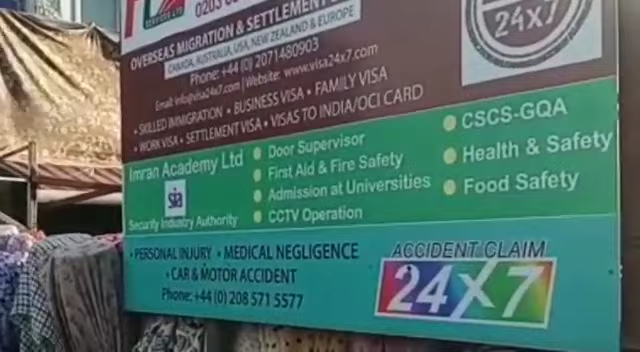 SERVICES LTD
OVERSEAS MIGRATION & SETTLEMENT
CANADA, AUSTRALIA, USA, NEW ZEALAND & EUROPE
Phone: +44 (0) 2071480903
Email: info@visa24x7.com | Website: www.visa24x7.com
• SKILLED IMMIGRATION • BUSINESS VISA • FAMILY VISA
• WORK VISA • SETTLEMENT VISA • VISAS TO INDIA/OCI CARD
24x7
Imran Academy Ltd
sia
Security Industry Authority
Door Supervisor
First Aid & Fire Safety
Admission at Universities
CCTV Operation
CSCS-GQA
Health & Safety
Food Safety
• PERSONAL INJURY • MEDICAL NEGLIGENCE
• CAR & MOTOR ACCIDENT
Phone: +44 (0) 208 571 5577
ACCIDENT CLAIM
24X7